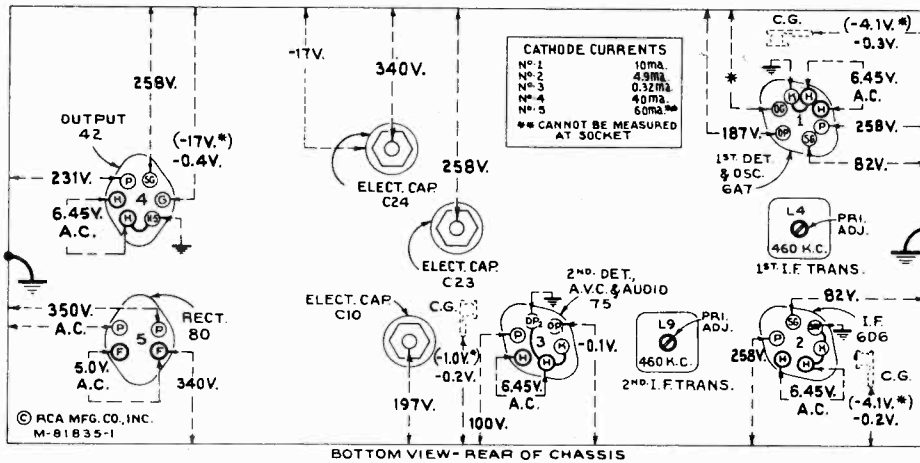 C.G.
(-4.1V.*)
-0.3V.
-17V.
340V.
258V.
CATHODE CURRENTS
Nº 1 10ma.
Nº 2 4.9ma.
Nº 3 0.32ma.
Nº 4 40ma.
Nº 5 60ma.**
** CANNOT BE MEASURED
AT SOCKET
*
6.45V.
A.C.
K H
DG H
1
DP P
SG
187V.
258V.
82V.
1ST. DET.
& OSC.
6A7
OUTPUT
42
(-17V.*)
-0.4V.
231V.
P SG
H 4 G
H
6.45V.
A.C.
ELECT. CAP.
C24
258V.
ELECT. CAP.
C23
L4
460 K.C.
PRI.
ADJ.
1ST. I.F. TRANS.
350V.
A.C.
RECT.
80
P P
5
F F
5.0V.
A.C.
340V.
ELECT. CAP.
C10
197V.
C.G.
(-1.0V.*)
-0.2V.
2ND. DET.,
A.V.C. & AUDIO
75
DP2 DP
P 3 K
H H
-0.1V.
6.45V.
A.C.
100V.
L9
460 K.C.
PRI.
ADJ.
2ND. I.F. TRANS.
82V.
I.F.
6D6
SG
P 2 K
H H
258V.
6.45V.
A.C.
C.G.
(-4.1V.*)
-0.2V.
© RCA MFG. CO., INC.
M-81835-1
BOTTOM VIEW - REAR OF CHASSIS